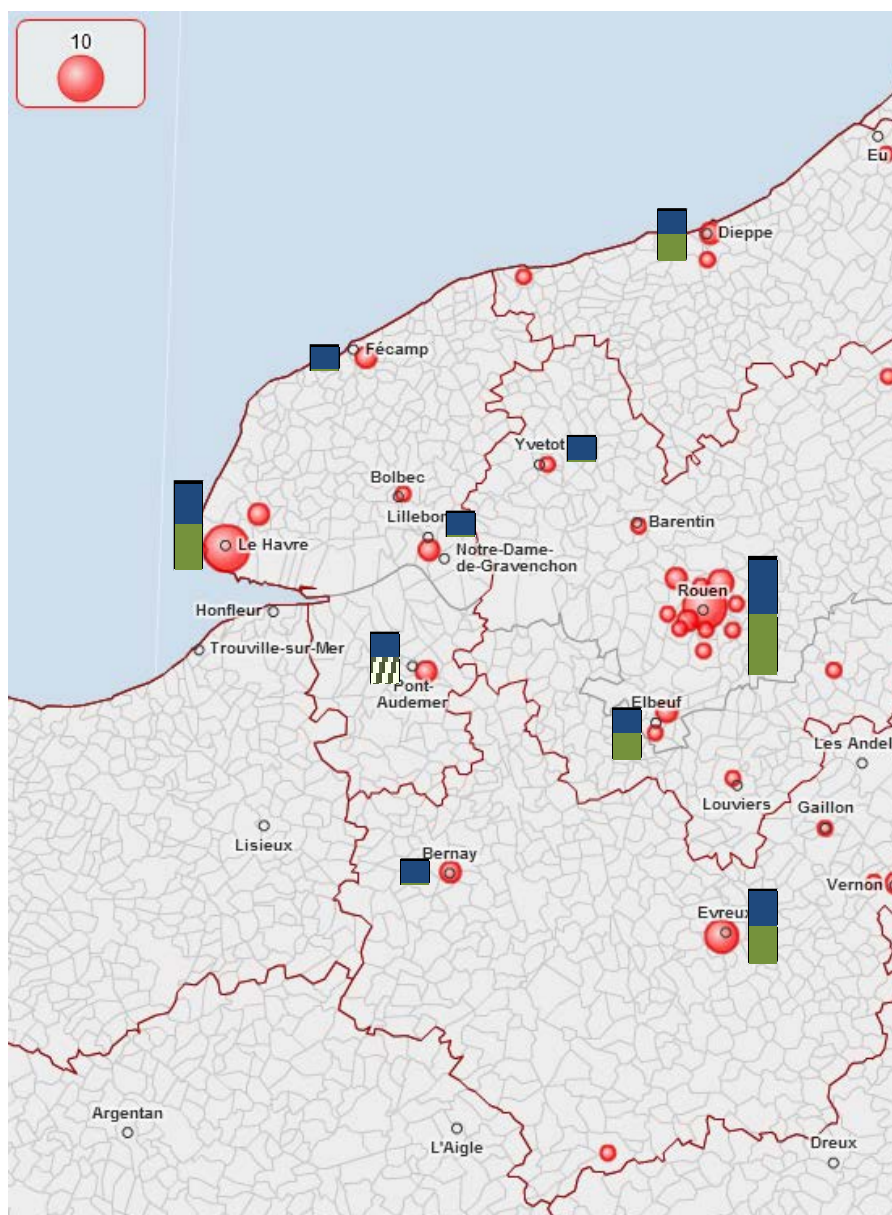 10
Eu
Dieppe
Fécamp
Yvetot
Bolbec
Barentin
Lillebon
Le Havre
Notre-Dame-
de-Gravenchon
Rouen
Honfleur
Trouville-sur-Mer
Pont-
Audemer
Elbeuf
Les Andel
Louviers
Gaillon
Lisieux
Bernay
Vernon
Evreux
Argentan
L'Aigle
Dreux